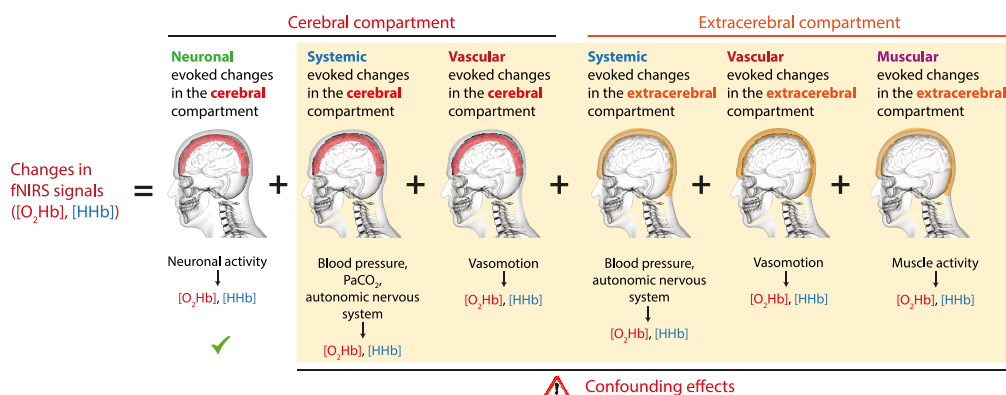 Cerebral compartment
Extracerebral compartment
Neuronal
evoked changes
in the cerebral
compartment
Systemic
evoked changes
in the cerebral
compartment
Vascular
evoked changes
in the cerebral
compartment
Systemic
evoked changes
in the extracerebral
compartment
Vascular
evoked changes
in the extracerebral
compartment
Muscular
evoked changes
in the extracerebral
compartment
Changes in
fNIRS signals
([O₂Hb], [HHb])
=
+
+
+
+
+
Neuronal activity
[O₂Hb], [HHb]
Blood pressure,
PaCO₂,
autonomic nervous
system
[O₂Hb], [HHb]
Vasomotion
[O₂Hb], [HHb]
Blood pressure,
autonomic nervous
system
[O₂Hb], [HHb]
Vasomotion
[O₂Hb], [HHb]
Muscle activity
[O₂Hb], [HHb]
Confounding effects